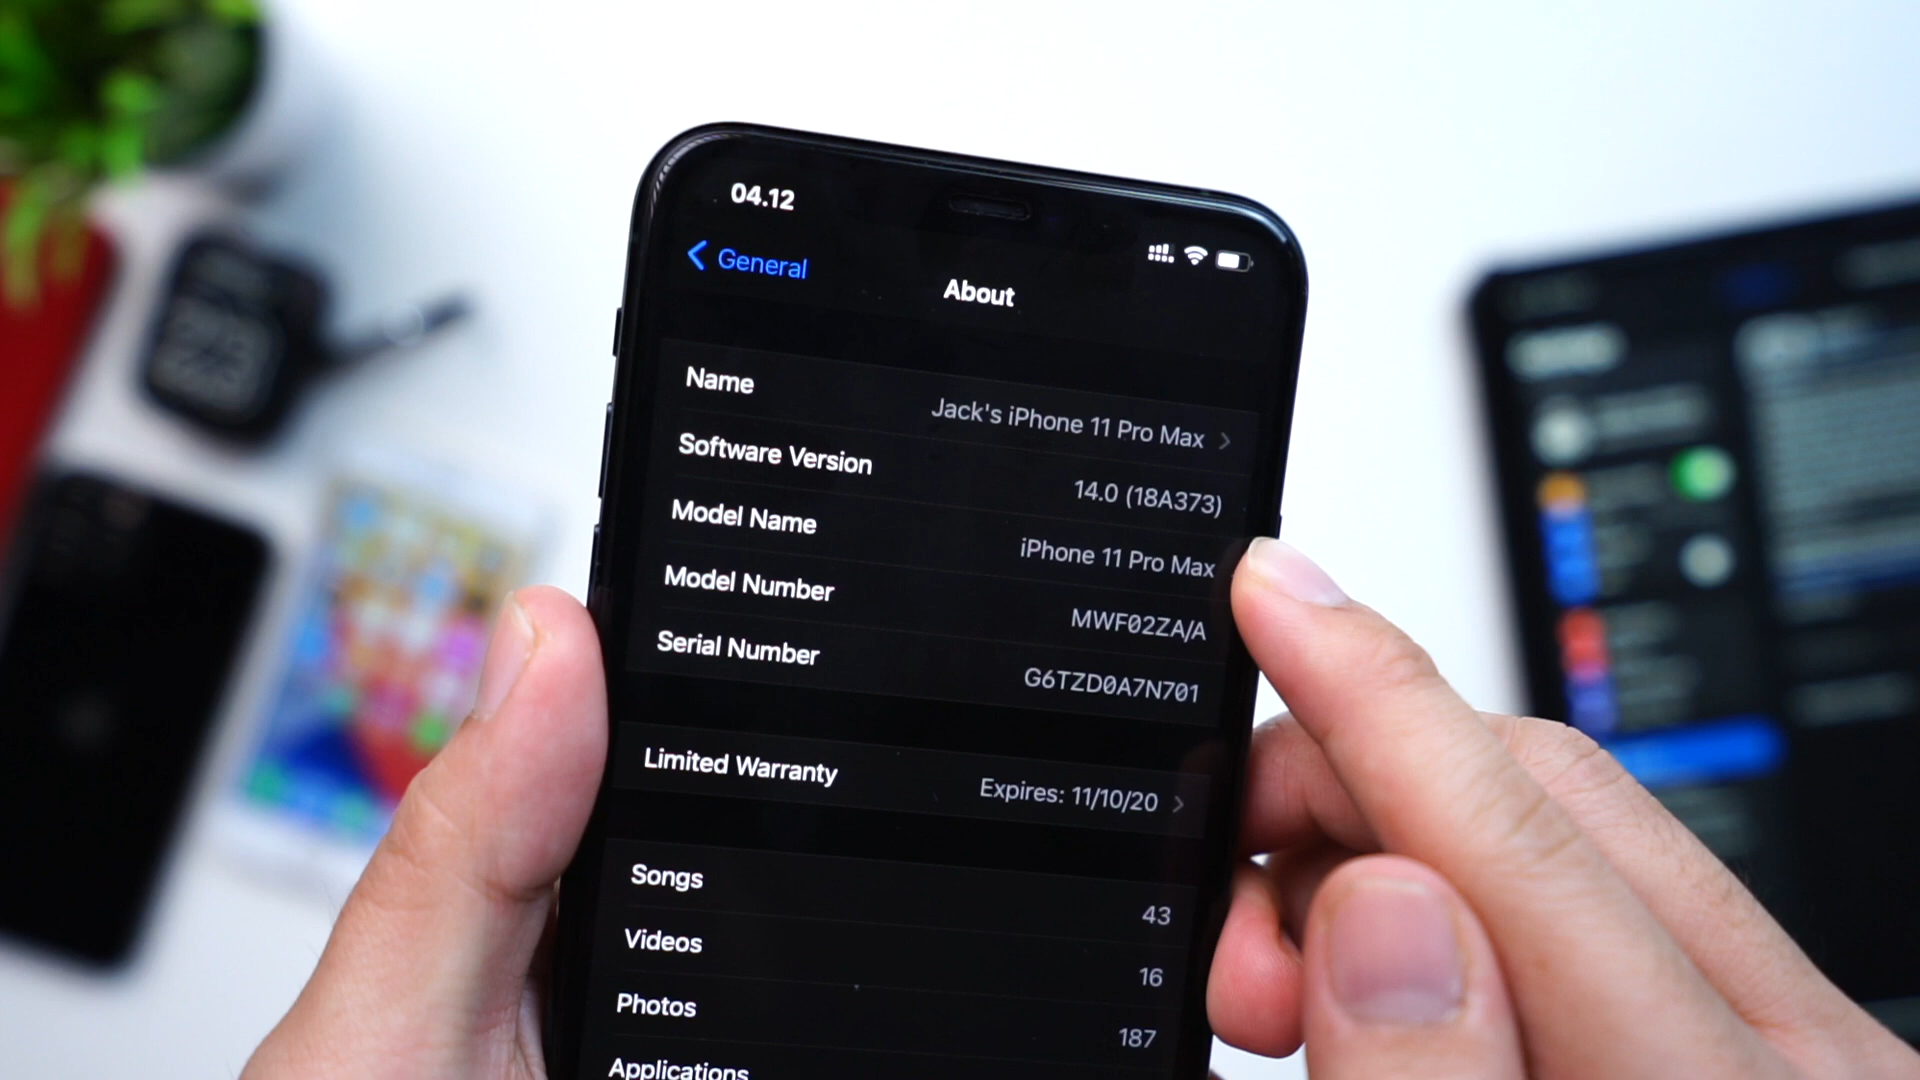 04.12
General
About
Name
Jack's iPhone 11 Pro Max
Software Version
14.0 (18A373)
Model Name
iPhone 11 Pro Max
Model Number
MWF02ZA/A
Serial Number
G6TZD0A7N701
Limited Warranty
Expires: 11/10/20
Songs
43
Videos
16
Photos
187
Applications